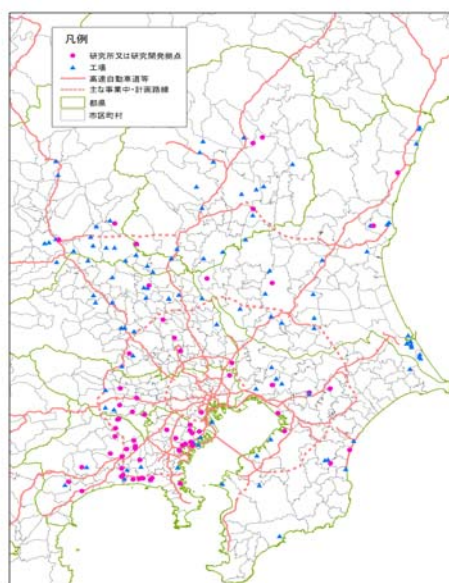 凡例
研究所又は研究開発拠点
工場
高速自動車道等
主な事業中・計画路線
都県
市区町村